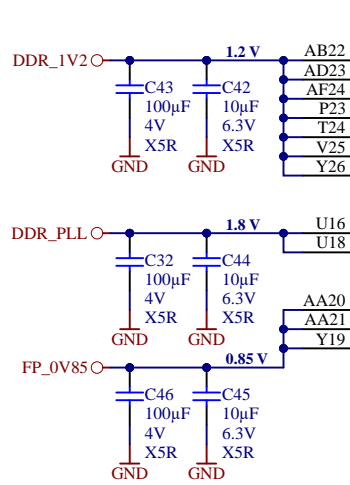 DDR_1V2
1.2 V
AB22
AD23
AF24
P23
T24
V25
Y26
C43
100µF
4V
X5R
GND
C42
10µF
6.3V
X5R
GND
DDR_PLL
1.8 V
U16
U18
C32
100µF
4V
X5R
GND
C44
10µF
6.3V
X5R
GND
AA20
AA21
Y19
FP_0V85
0.85 V
C46
100µF
4V
X5R
GND
C45
10µF
6.3V
X5R
GND